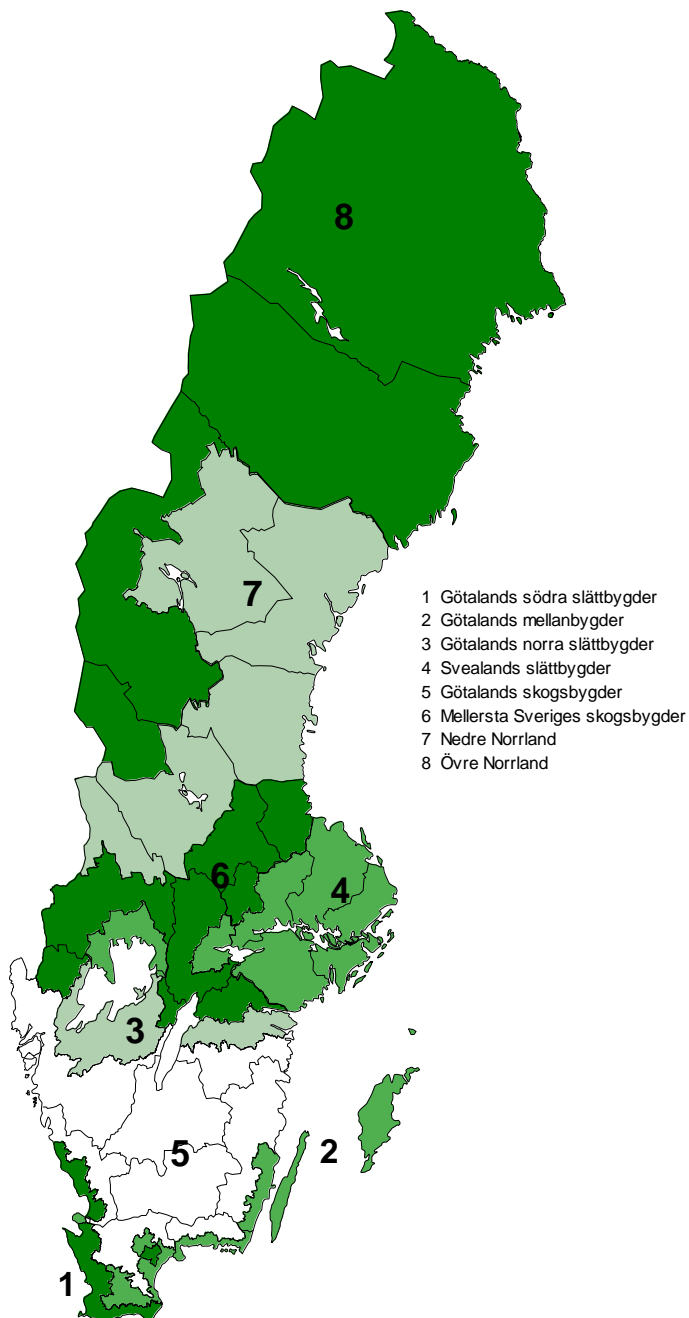 8
7
1 Götalands södra slättbygder
2 Götalands mellanbygder
3 Götalands norra slättbygder
4 Svealands slättbygder
5 Götalands skogsbygder
6 Mellersta Sveriges skogsbygder
7 Nedre Norrland
8 Övre Norrland
6
4
3
5
2
1